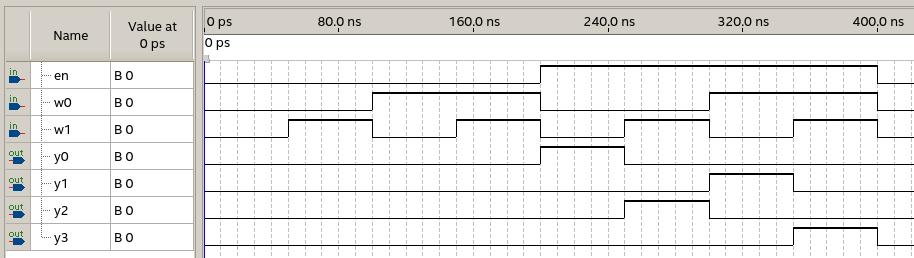 Name
Value at
0 ps
0 ps 80.0 ns 160.0 ns 240.0 ns 320.0 ns 400.0 ns
0 ps
in en B 0
in w0 B 0
in w1 B 0
out y0 B 0
out y1 B 0
out y2 B 0
out y3 B 0